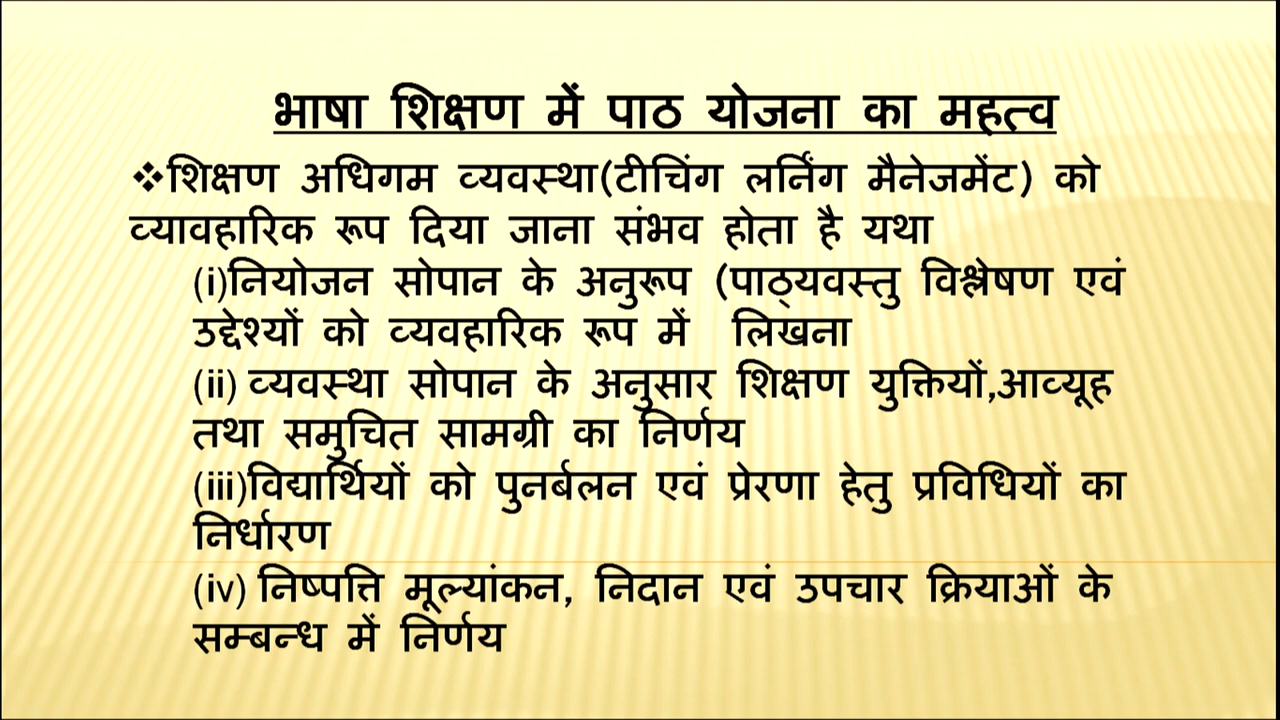 भाषा शिक्षण में पाठ योजना का महत्व
❖शिक्षण अधिगम व्यवस्था(टीचिंग लर्निंग मैनेजमेंट) को
व्यावहारिक रूप दिया जाना संभव होता है यथा
(i)नियोजन सोपान के अनुरूप (पाठ्यवस्तु विश्लेषण एवं
उद्देश्यों को व्यवहारिक रूप में लिखना
(ii) व्यवस्था सोपान के अनुसार शिक्षण युक्तियों,आव्यूह
तथा समुचित सामग्री का निर्णय
(iii)विद्यार्थियों को पुनर्बलन एवं प्रेरणा हेतु प्रविधियों का
निर्धारण
(iv) निष्पत्ति मूल्यांकन, निदान एवं उपचार क्रियाओं के
सम्बन्ध में निर्णय